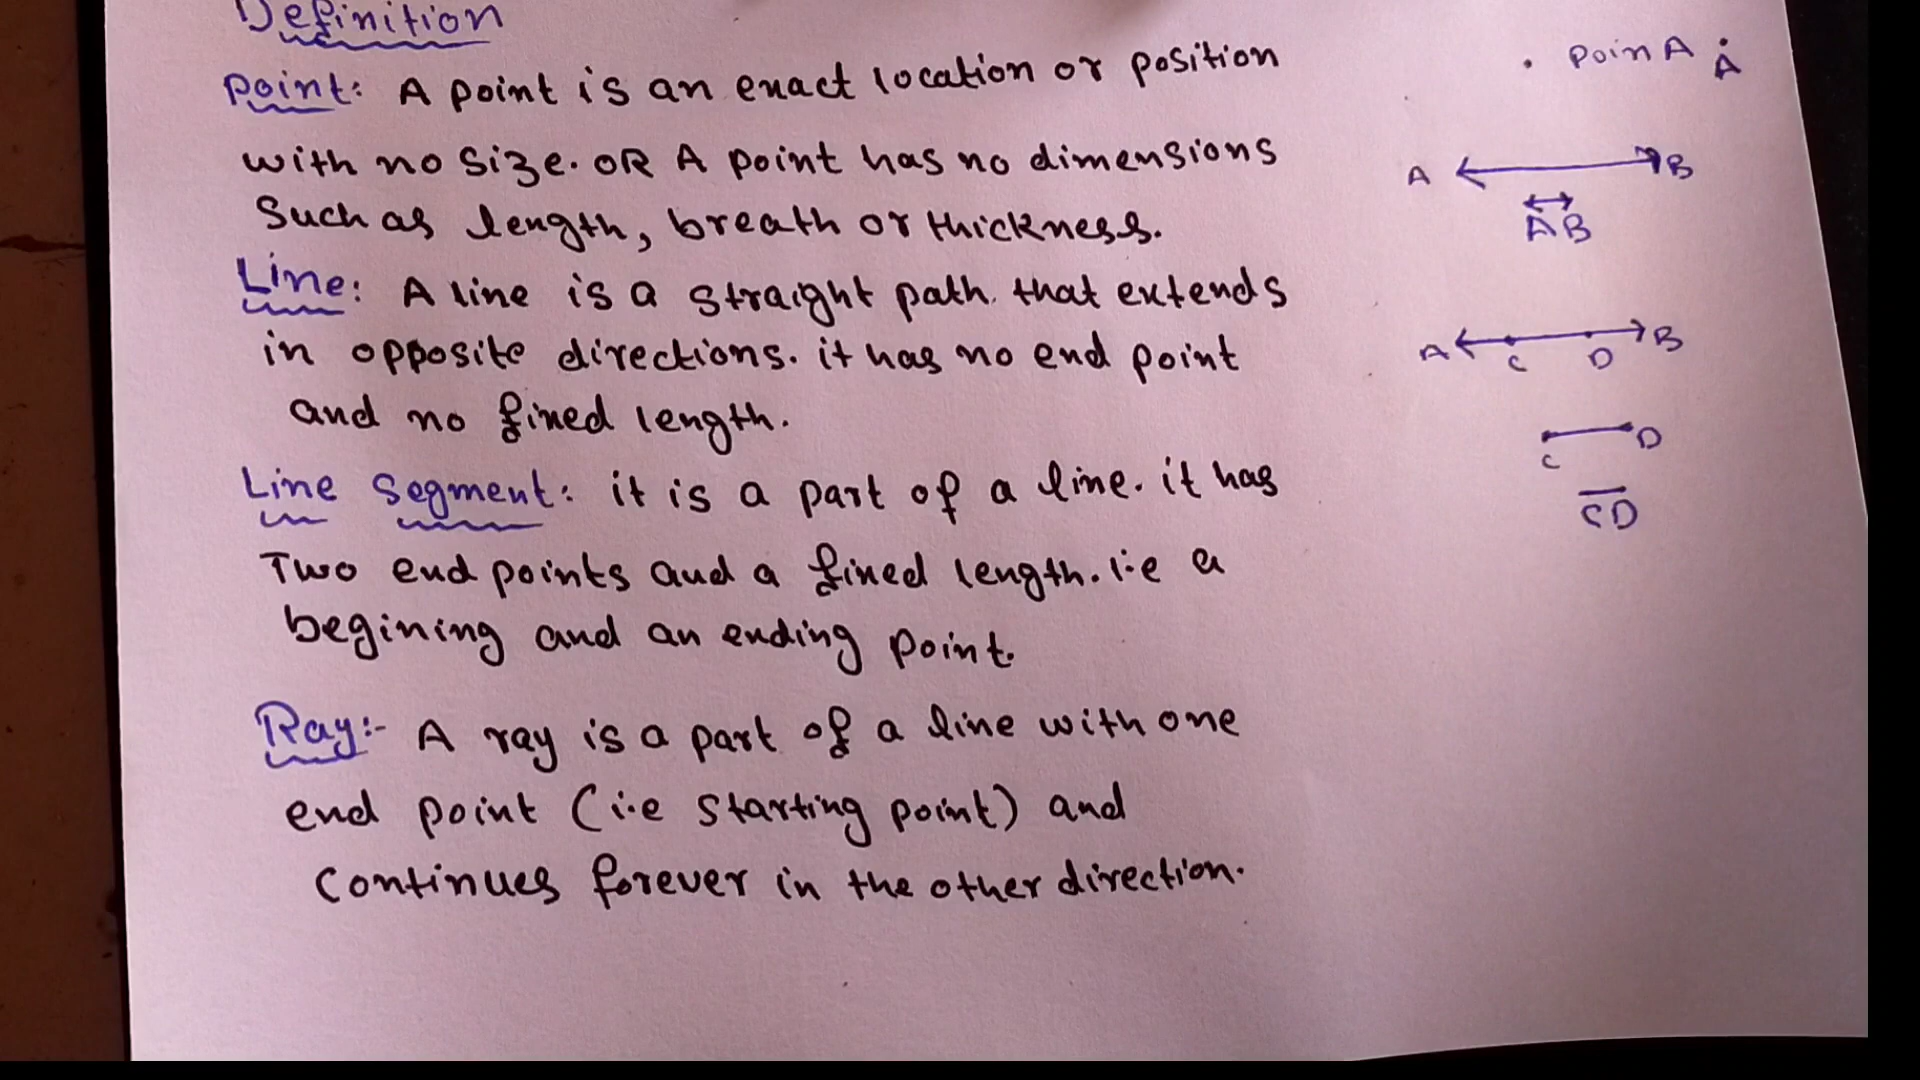 Definition
Point: A point is an exact location or position
with no size. OR A point has no dimensions
Such as length, breath or thickness.
Line: A line is a straight path. that extends
in opposite directions. it has no end point
and no fixed length.
Line Segment: it is a part of a line. it has
Two end points and a fixed length. i.e a
begining and an ending point.
Ray:- A ray is a part of a line with one
end point (i.e starting point) and
Continues forever in the other direction.
. Poin A A
A B
AB
A C D B
C D
CD